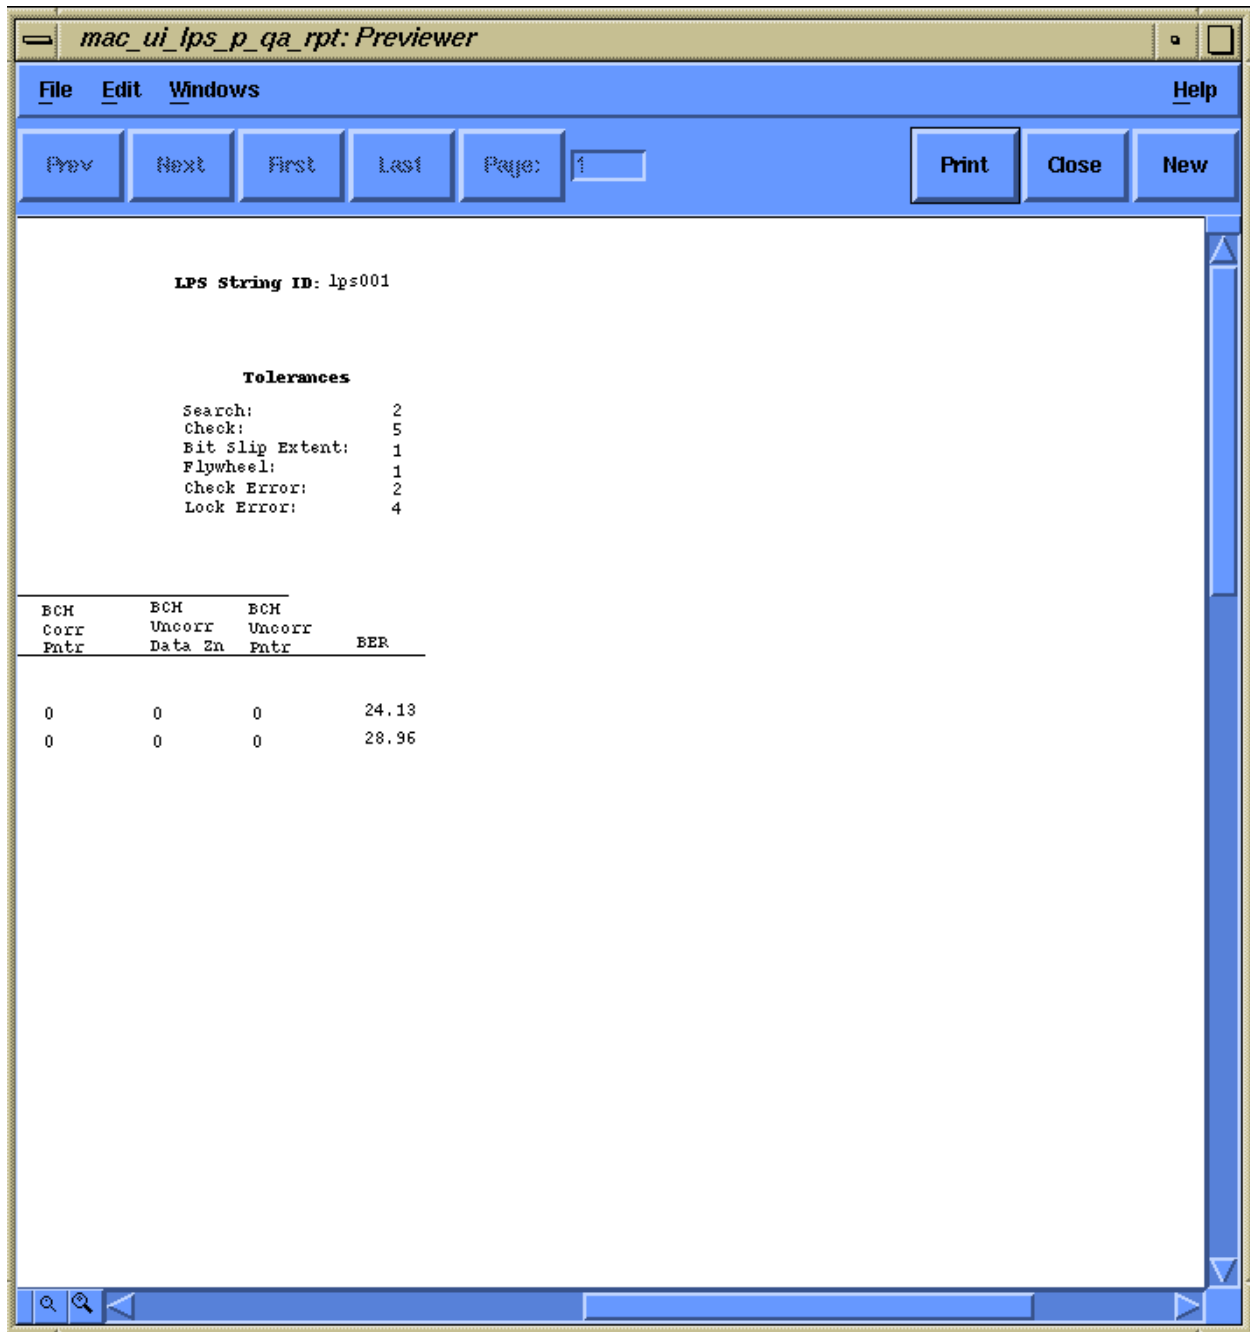 mac_ui_lps_p_qa_rpt: Previewer
File Edit Windows Help
Prev Next First Last Page: 1 Print Close New
LPS String ID: lps001
Tolerances
Search: 2
Check: 5
Bit Slip Extent: 1
Flywheel: 1
Check Error: 2
Lock Error: 4
BCH BCH BCH
Corr Uncorr Uncorr
Pntr Data Zn Pntr BER
0 0 0 24.13
0 0 0 28.96